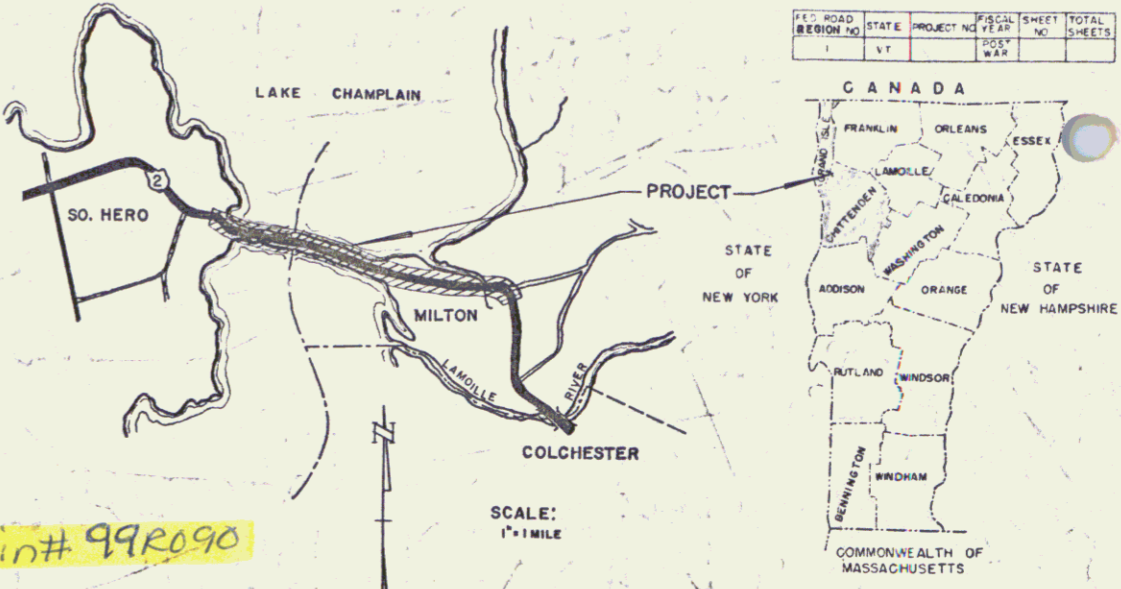 FED ROAD REGION NO STATE PROJECT NO FISCAL YEAR SHEET NO TOTAL SHEETS
1 VT POST WAR
CANADA
LAKE CHAMPLAIN
GRAND ISLE
FRANKLIN
ORLEANS
ESSEX
LAMOILLE
PROJECT
2
SO. HERO
CALEDONIA
CHITTENDEN
WASHINGTON
STATE
OF
NEW YORK
STATE
OF
NEW HAMPSHIRE
ADDISON
ORANGE
MILTON
RUTLAND
WINDSOR
LAMOILLE RIVER
COLCHESTER
N
BENNINGTON
WINDHAM
SCALE:
1"=1 MILE
in# 99R090
COMMONWEALTH OF
MASSACHUSETTS